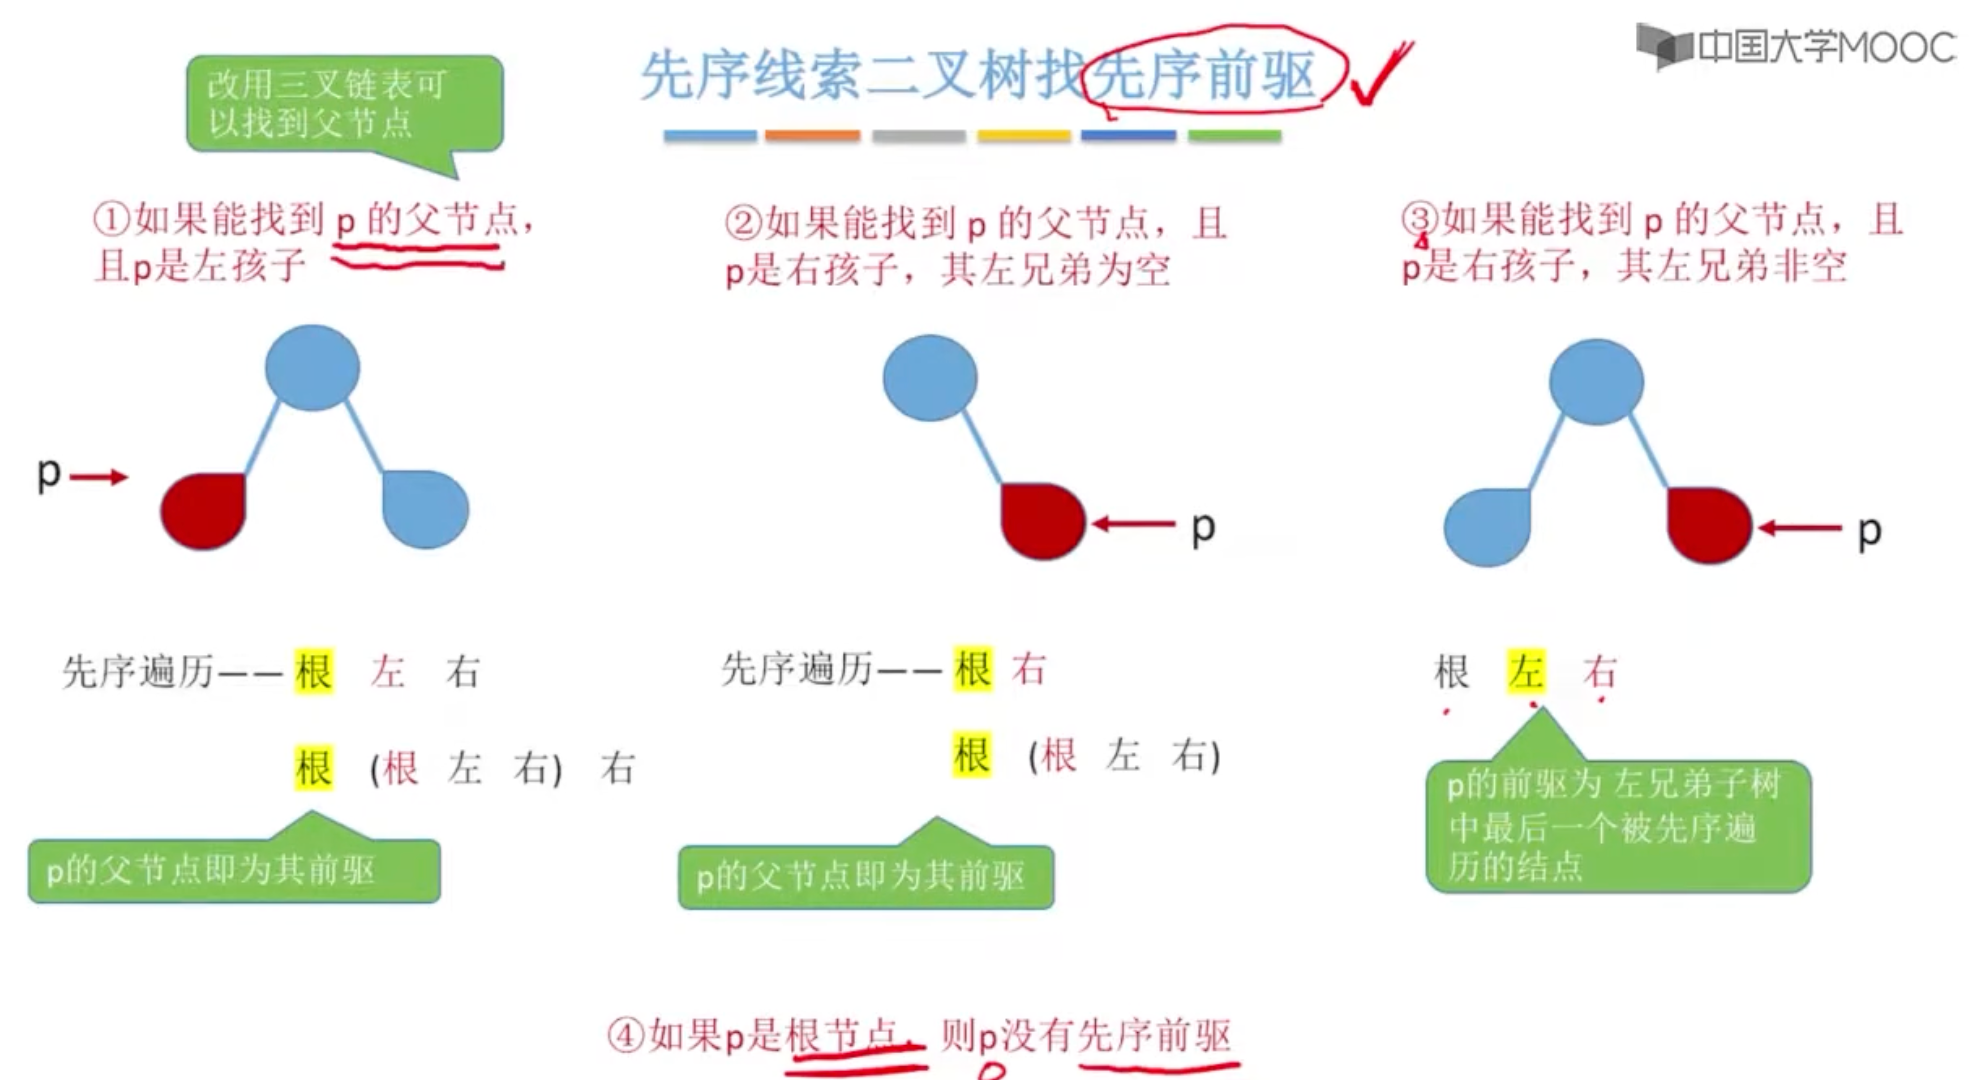 中国大学MOOC
先序线索二叉树找先序前驱
改用三叉链表可
以找到父节点
①如果能找到 p 的父节点，
且p是左孩子
p
先序遍历——根 左 右
根 (根 左 右) 右
p的父节点即为其前驱
②如果能找到 p 的父节点，且
p是右孩子，其左兄弟为空
p
先序遍历——根 右
根 (根 左 右)
p的父节点即为其前驱
③如果能找到 p 的父节点，且
p是右孩子，其左兄弟非空
p
根 左 右
p的前驱为 左兄弟子树
中最后一个被先序遍
历的结点
④如果p是根节点，则p没有先序前驱